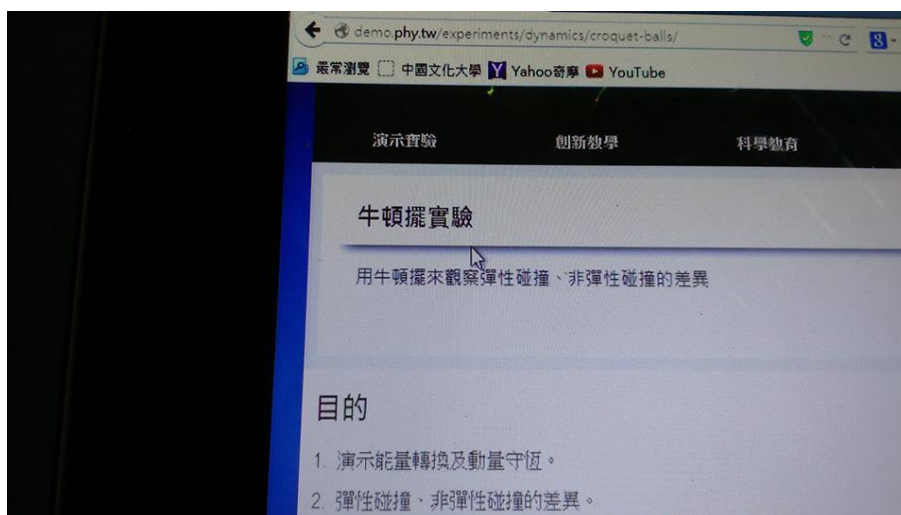 demo.phy.tw/experiments/dynamics/croquet-balls/
最常瀏覽 中國文化大學 Yahoo奇摩 YouTube
演示實驗 創新教學 科學教育
牛頓擺實驗
用牛頓擺來觀察彈性碰撞、非彈性碰撞的差異
目的
1. 演示能量轉換及動量守恆。
2. 彈性碰撞、非彈性碰撞的差異。